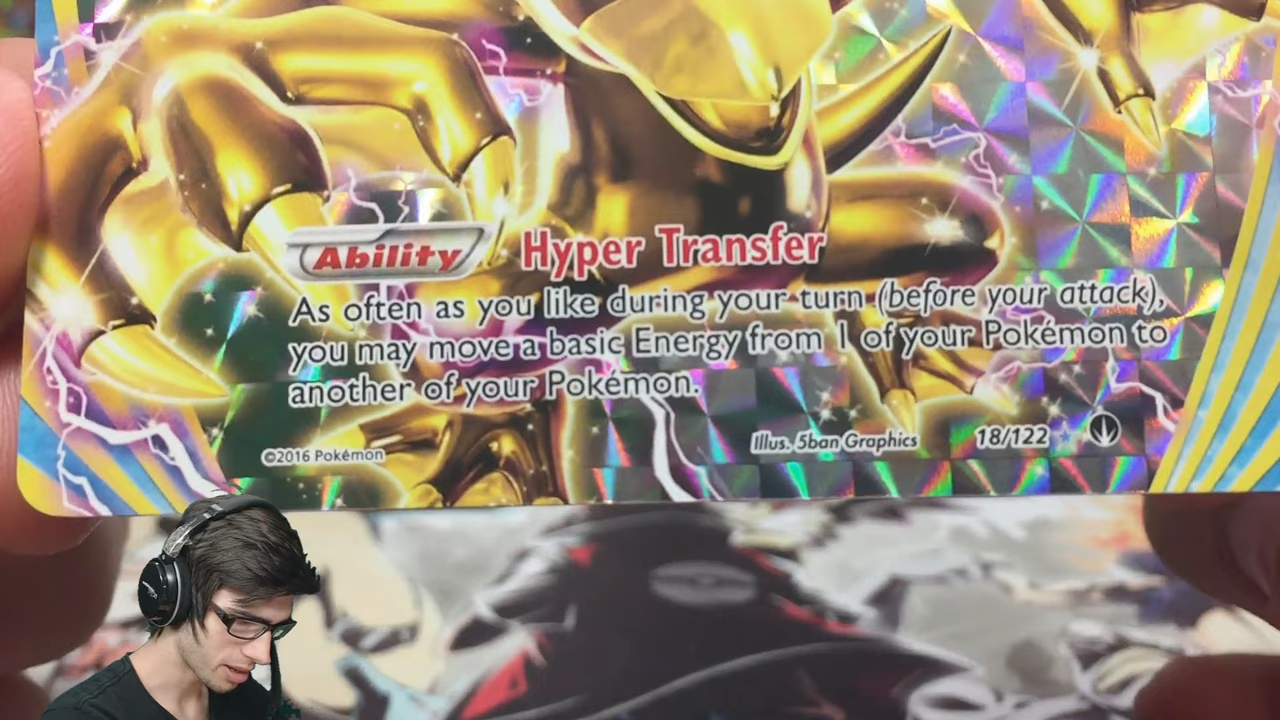 Ability Hyper Transfer
As often as you like during your turn (before your attack),
you may move a basic Energy from 1 of your Pokémon to
another of your Pokémon.
©2016 Pokémon Illus. 5ban Graphics 18/122